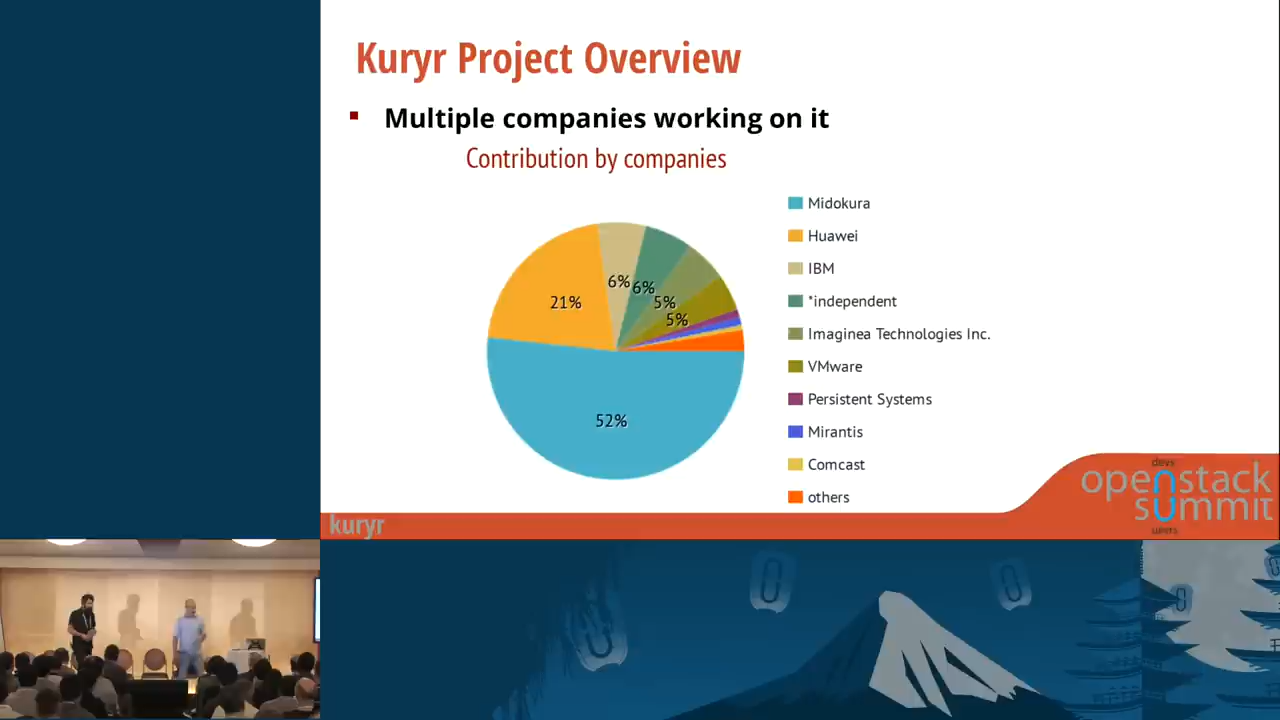 Kuryr Project Overview
Multiple companies working on it
Contribution by companies
Midokura
Huawei
IBM
*independent
Imaginea Technologies Inc.
VMware
Persistent Systems
Mirantis
Comcast
others
6%
6%
21%
5%
5%
52%
devs
openstack
summit
kuryr